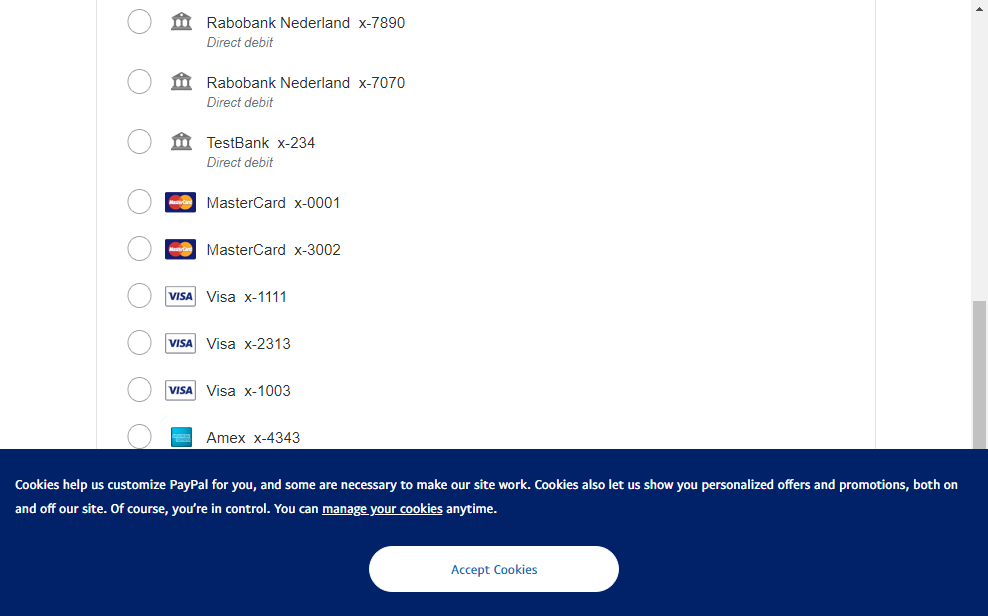 Rabobank Nederland x-7890
Direct debit
Rabobank Nederland x-7070
Direct debit
TestBank x-234
Direct debit
MasterCard MasterCard x-0001
MasterCard MasterCard x-3002
VISA Visa x-1111
VISA Visa x-2313
VISA Visa x-1003
Amex x-4343
Cookies help us customize PayPal for you, and some are necessary to make our site work. Cookies also let us show you personalized offers and promotions, both on
and off our site. Of course, you’re in control. You can manage your cookies anytime.
Accept Cookies